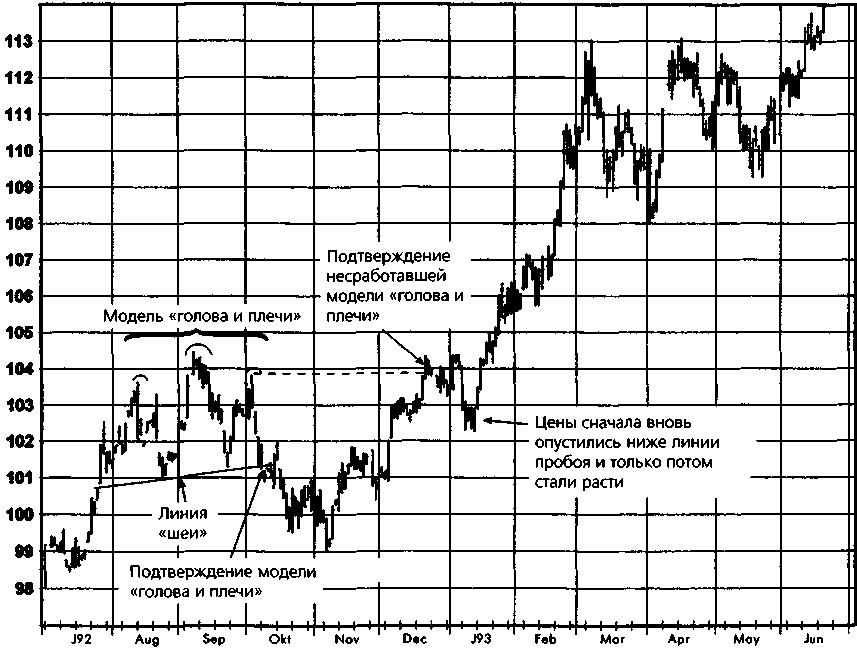 113
112
111
110
109
108
107
106
105
104
103
102
101
100
99
98
Подтверждение
несработавшей
модели «голова и
плечи»
Модель «голова и плечи»
Цены сначала вновь
опустились ниже линии
пробоя и только потом
стали расти
Линия
«шеи»
Подтверждение модели
«голова и плечи»
J92 Aug Sep Okt Nov Dec J93 Feb Mar Apr May Jun